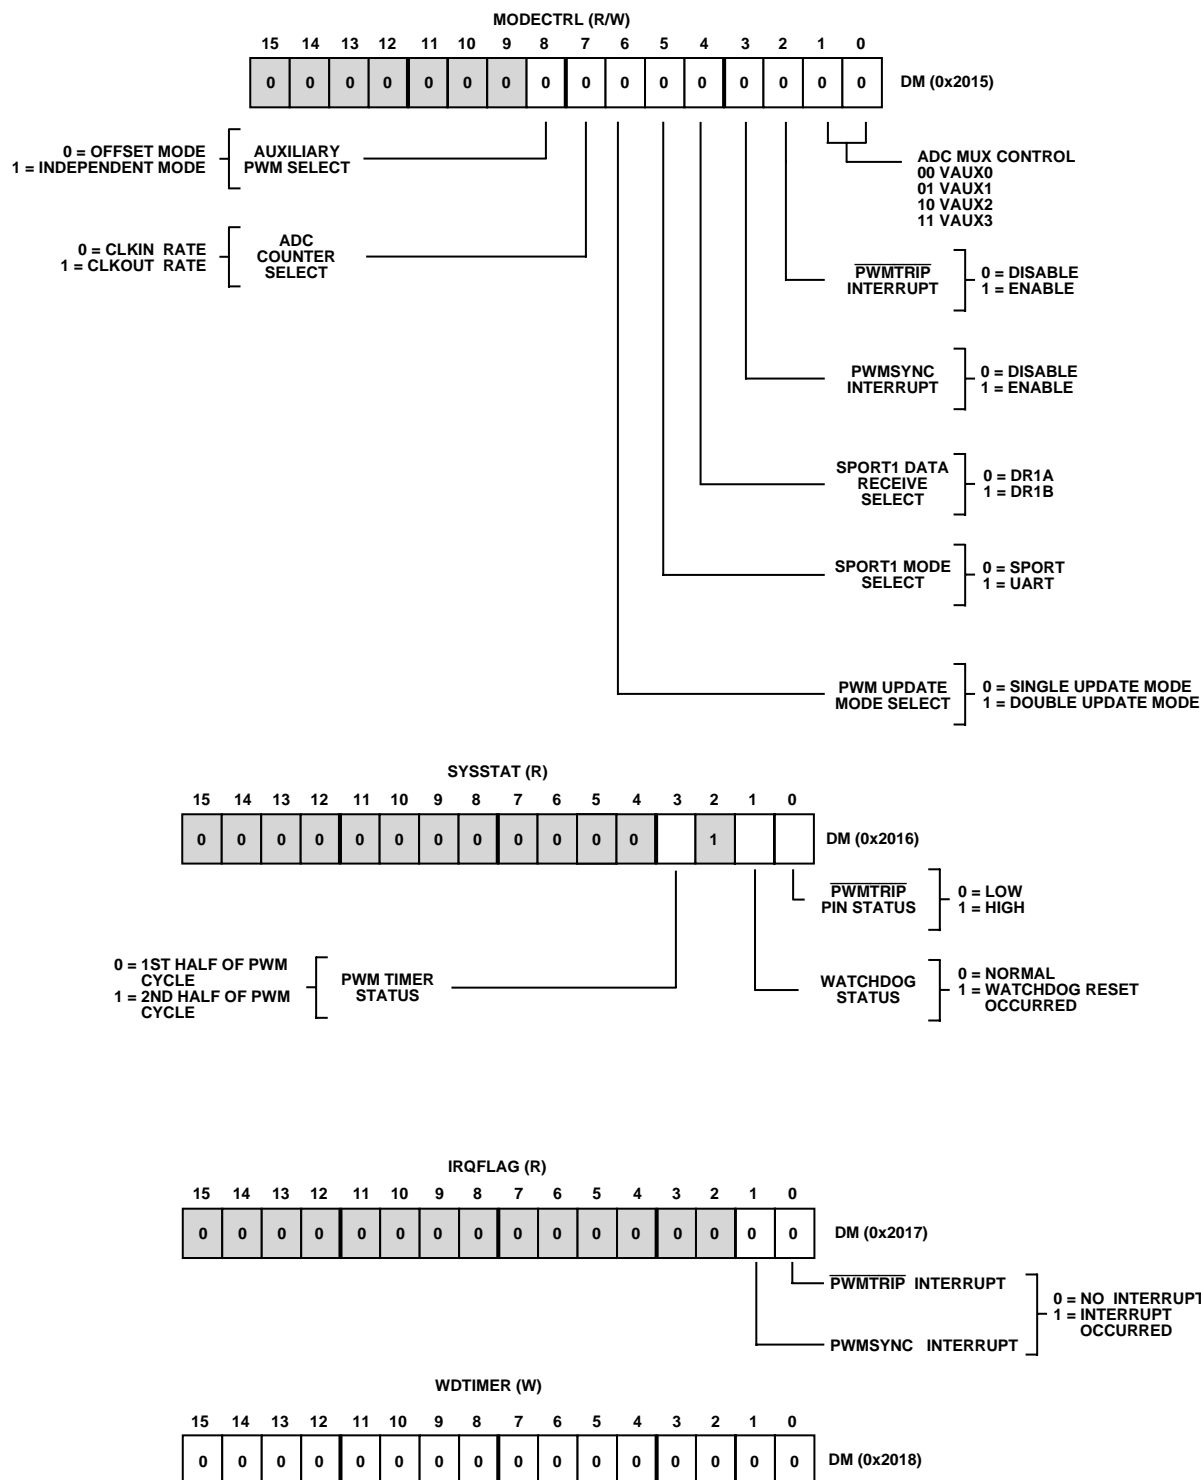 MODECTRL (R/W)
15 14 13 12 11 10 9 8 7 6 5 4 3 2 1 0
0 0 0 0 0 0 0 0 0 0 0 0 0 0 0 0 DM (0x2015)
0 = OFFSET MODE
1 = INDEPENDENT MODE
AUXILIARY
PWM SELECT
ADC MUX CONTROL
00 VAUX0
01 VAUX1
10 VAUX2
11 VAUX3
0 = CLKIN RATE
1 = CLKOUT RATE
ADC
COUNTER
SELECT
PWMTRIP
INTERRUPT
0 = DISABLE
1 = ENABLE
PWMSYNC
INTERRUPT
0 = DISABLE
1 = ENABLE
SPORT1 DATA
RECEIVE
SELECT
0 = DR1A
1 = DR1B
SPORT1 MODE
SELECT
0 = SPORT
1 = UART
PWM UPDATE
MODE SELECT
0 = SINGLE UPDATE MODE
1 = DOUBLE UPDATE MODE
SYSSTAT (R)
15 14 13 12 11 10 9 8 7 6 5 4 3 2 1 0
0 0 0 0 0 0 0 0 0 0 0 0 1 DM (0x2016)
PWMTRIP
PIN STATUS
0 = LOW
1 = HIGH
0 = 1ST HALF OF PWM
CYCLE
1 = 2ND HALF OF PWM
CYCLE
PWM TIMER
STATUS
WATCHDOG
STATUS
0 = NORMAL
1 = WATCHDOG RESET
OCCURRED
IRQFLAG (R)
15 14 13 12 11 10 9 8 7 6 5 4 3 2 1 0
0 0 0 0 0 0 0 0 0 0 0 0 0 0 0 0 DM (0x2017)
PWMTRIP INTERRUPT
PWMSYNC INTERRUPT
0 = NO INTERRUPT
1 = INTERRUPT
OCCURRED
WDTIMER (W)
15 14 13 12 11 10 9 8 7 6 5 4 3 2 1 0
0 0 0 0 0 0 0 0 0 0 0 0 0 0 0 0 DM (0x2018)